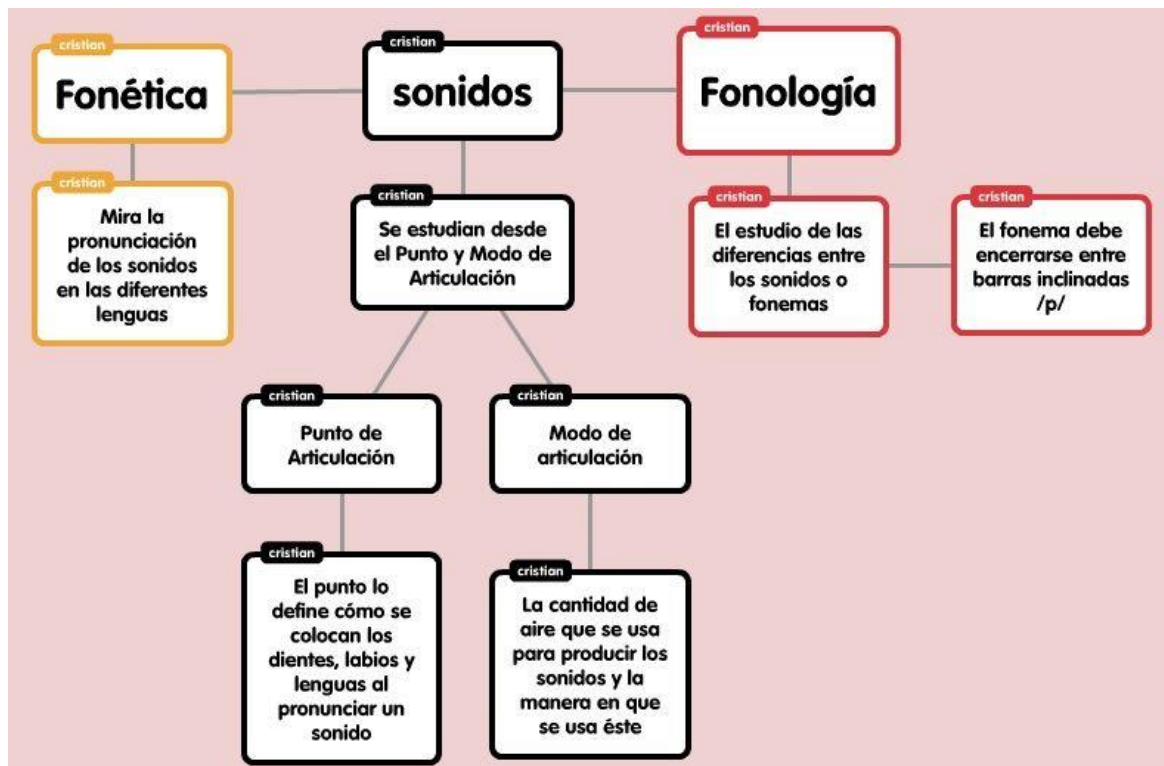 cristian
Fonética
cristian
sonidos
cristian
Fonología
cristian
Mira la
pronunciación
de los sonidos
en las diferentes
lenguas
cristian
Se estudian desde
el Punto y Modo de
Articulación
cristian
El estudio de las
diferencias entre
los sonidos o
fonemas
cristian
El fonema debe
encerrarse entre
barras inclinadas
/p/
cristian
Punto de
Articulación
cristian
Modo de
articulación
cristian
El punto lo
define cómo se
colocan los
dientes, labios y
lenguas al
pronunciar un
sonido
cristian
La cantidad de
aire que se usa
para producir los
sonidos y la
manera en que
se usa éste